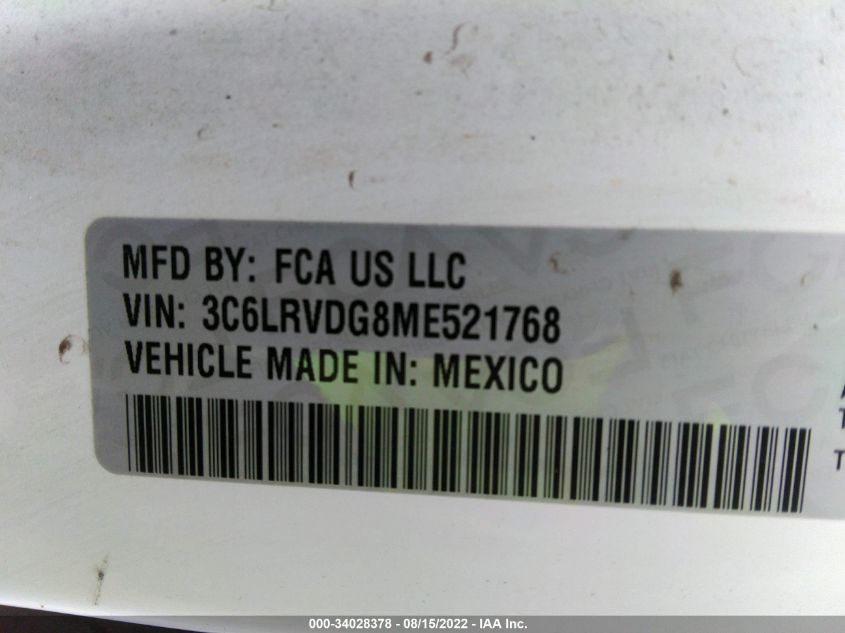 MFD BY: FCA US LLC
VIN: 3C6LRVDG8ME521768
VEHICLE MADE IN: MEXICO
000-34028378 - 08/15/2022 - IAA Inc.